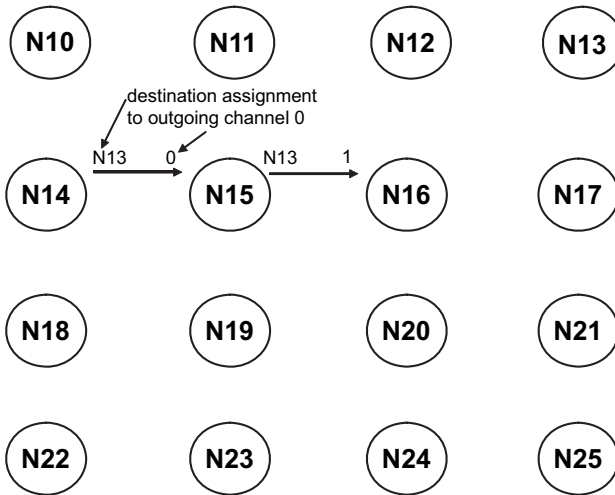 N10 N11 N12 N13
destination assignment
to outgoing channel 0
N13 0 N13 1
N14 N15 N16 N17
N18 N19 N20 N21
N22 N23 N24 N25